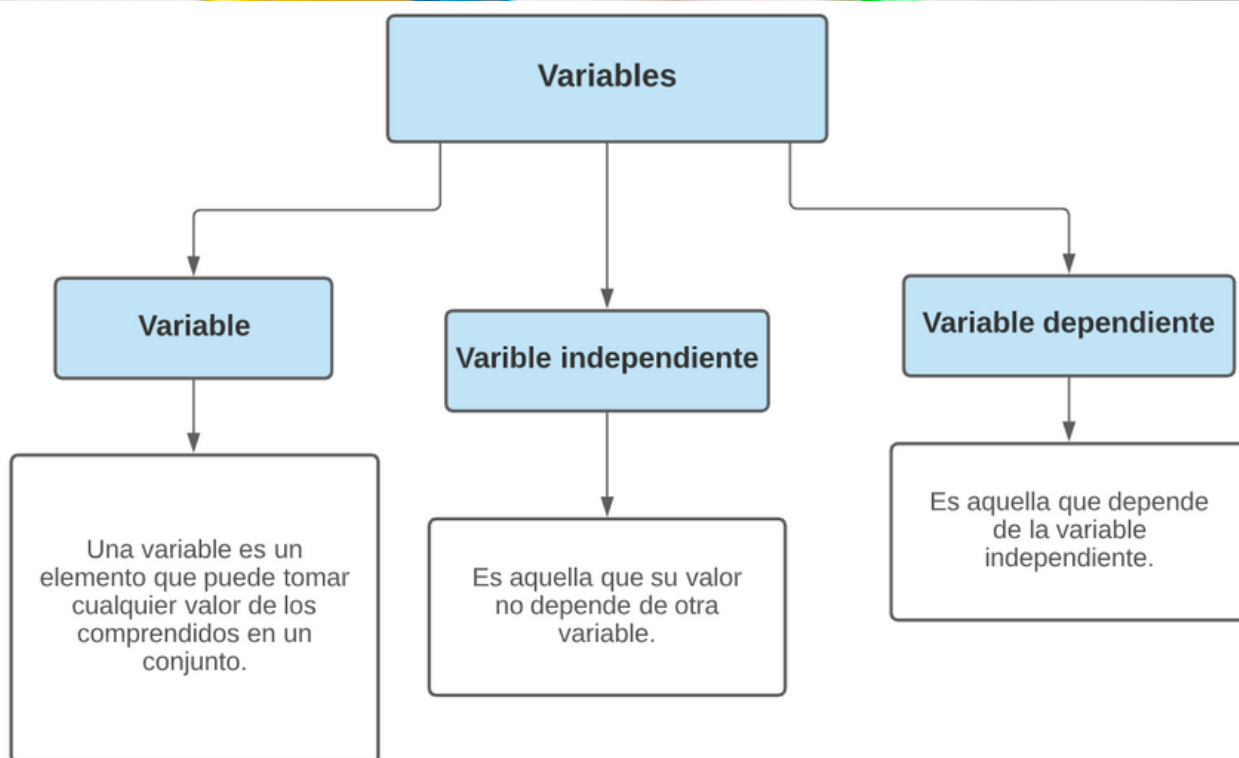 Variables
Variable
Varible independiente
Variable dependiente
Una variable es un
elemento que puede tomar
cualquier valor de los
comprendidos en un
conjunto.
Es aquella que su valor
no depende de otra
variable.
Es aquella que depende
de la variable
independiente.